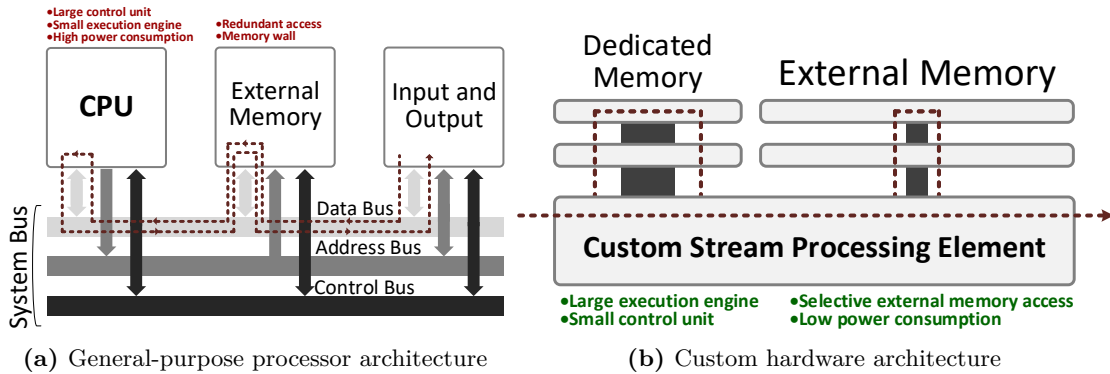 •Large control unit
•Small execution engine
•High power consumption
•Redundant access
•Memory wall
CPU
External
Memory
Input and
Output
Data Bus
Address Bus
Control Bus
System Bus
(a) General-purpose processor architecture
Dedicated
Memory
External Memory
Custom Stream Processing Element
•Large execution engine
•Small control unit
•Selective external memory access
•Low power consumption
(b) Custom hardware architecture